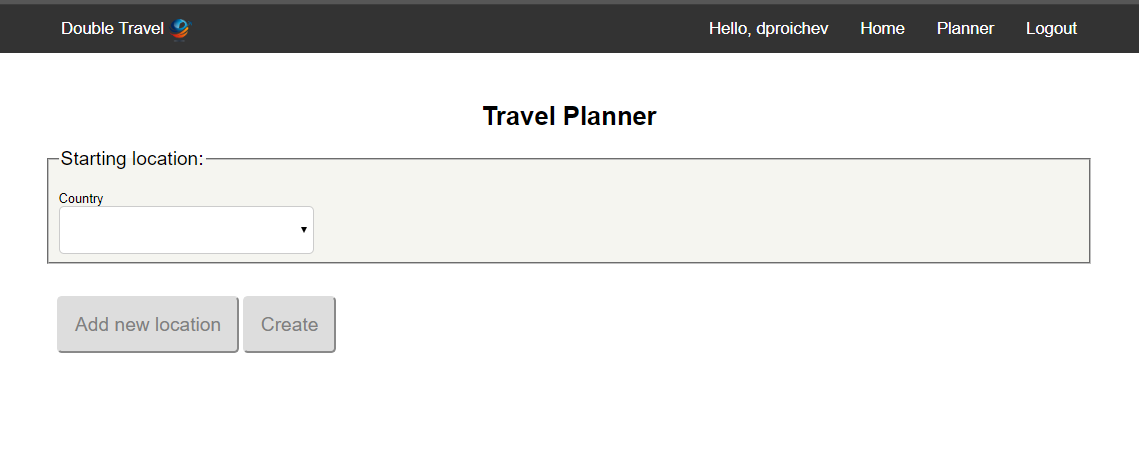 Double Travel
Hello, dproichev Home Planner Logout
Travel Planner
Starting location:
Country
Add new location Create